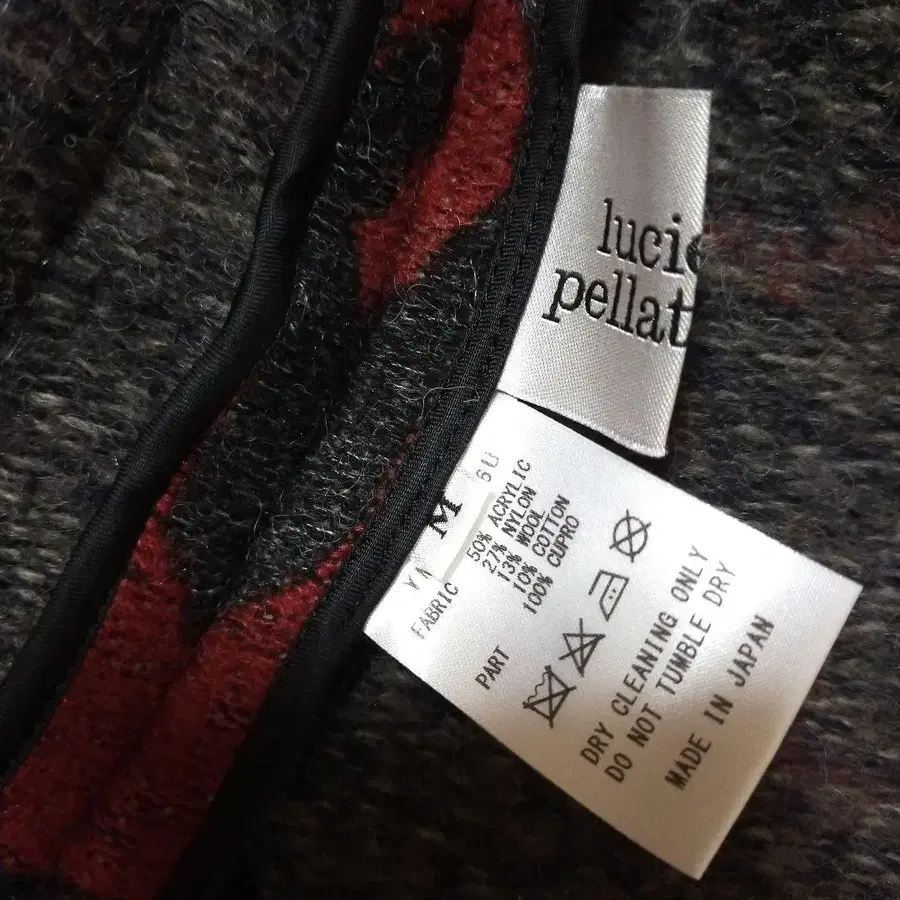 lucie
pellat
M
FABRIC 50% ACRYLIC
27% NYLON
13% WOOL
10% COTTON
PART 100% CUPRO
DRY CLEANING ONLY
DO NOT TUMBLE DRY
MADE IN JAPAN